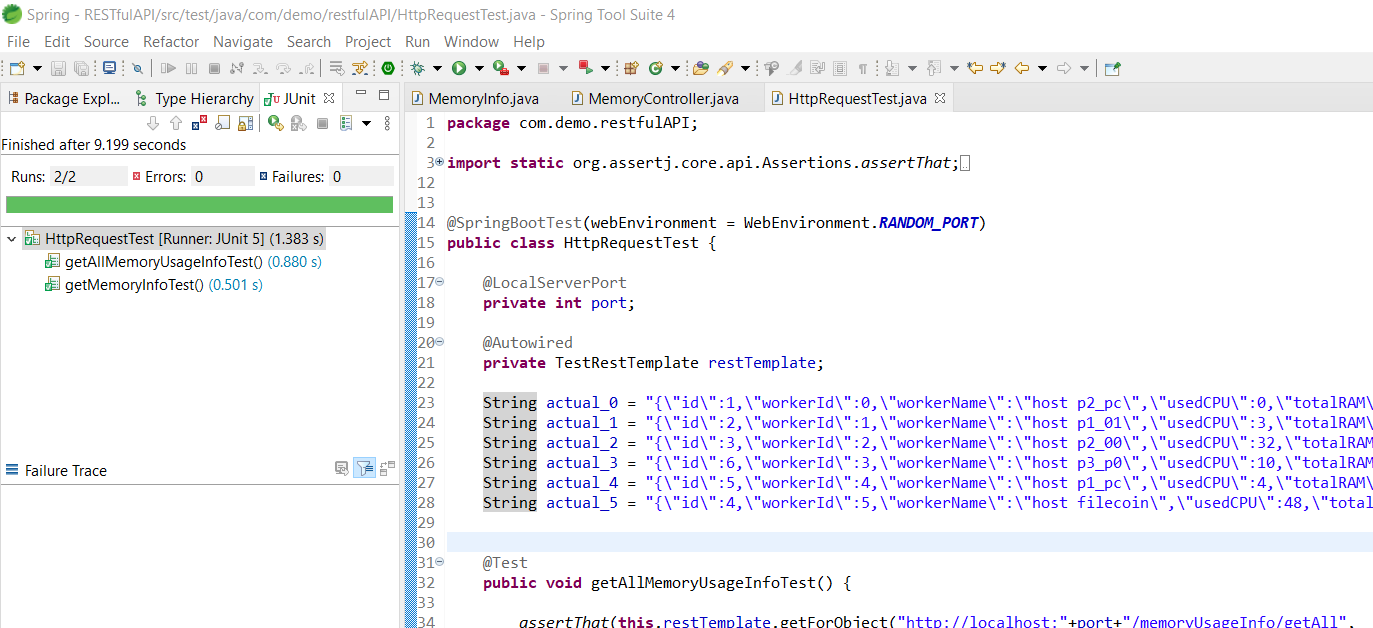 Spring - RESTfulAPI/src/test/java/com/demo/restfulAPI/HttpRequestTest.java - Spring Tool Suite 4
File Edit Source Refactor Navigate Search Project Run Window Help
Package Expl... Type Hierarchy JUnit
MemoryInfo.java MemoryController.java HttpRequestTest.java
Finished after 9.199 seconds
Runs: 2/2 Errors: 0 Failures: 0
HttpRequestTest [Runner: JUnit 5] (1.383 s)
getAllMemoryUsageInfoTest() (0.880 s)
getMemoryInfoTest() (0.501 s)
Failure Trace
1 package com.demo.restfulAPI;
2
3 import static org.assertj.core.api.Assertions.assertThat;
12
13
14 @SpringBootTest(webEnvironment = WebEnvironment.RANDOM_PORT)
15 public class HttpRequestTest {
16
17 @LocalServerPort
18 private int port;
19
20 @Autowired
21 private TestRestTemplate restTemplate;
22
23 String actual_0 = "{\"id\":1,\"workerId\":0,\"workerName\":\"host p2_pc\",\"usedCPU\":0,\"totalRAM\
24 String actual_1 = "{\"id\":2,\"workerId\":1,\"workerName\":\"host p1_01\",\"usedCPU\":3,\"totalRAM\
25 String actual_2 = "{\"id\":3,\"workerId\":2,\"workerName\":\"host p2_00\",\"usedCPU\":32,\"totalRAM
26 String actual_3 = "{\"id\":6,\"workerId\":3,\"workerName\":\"host p3_p0\",\"usedCPU\":10,\"totalRAM
27 String actual_4 = "{\"id\":5,\"workerId\":4,\"workerName\":\"host p1_pc\",\"usedCPU\":4,\"totalRAM\
28 String actual_5 = "{\"id\":4,\"workerId\":5,\"workerName\":\"host filecoin\",\"usedCPU\":48,\"total
29
30
31 @Test
32 public void getAllMemoryUsageInfoTest() {
33
34 assertThat(this.restTemplate.getForObject("http://localhost:"+port+"/memoryUsageInfo/getAll",